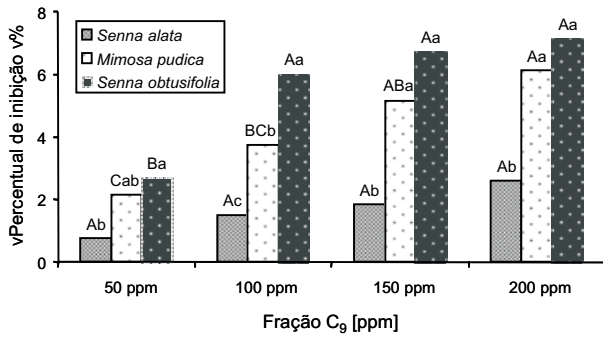 8
Senna alata
Mimosa pudica
Senna obtusifolia
6
4
2
0
vPercentual de inibição v%
Ab Cab Ba
Ac BCb Aa
Ab ABa Aa
Ab Aa Aa
50 ppm 100 ppm 150 ppm 200 ppm
Fração C₉ [ppm]